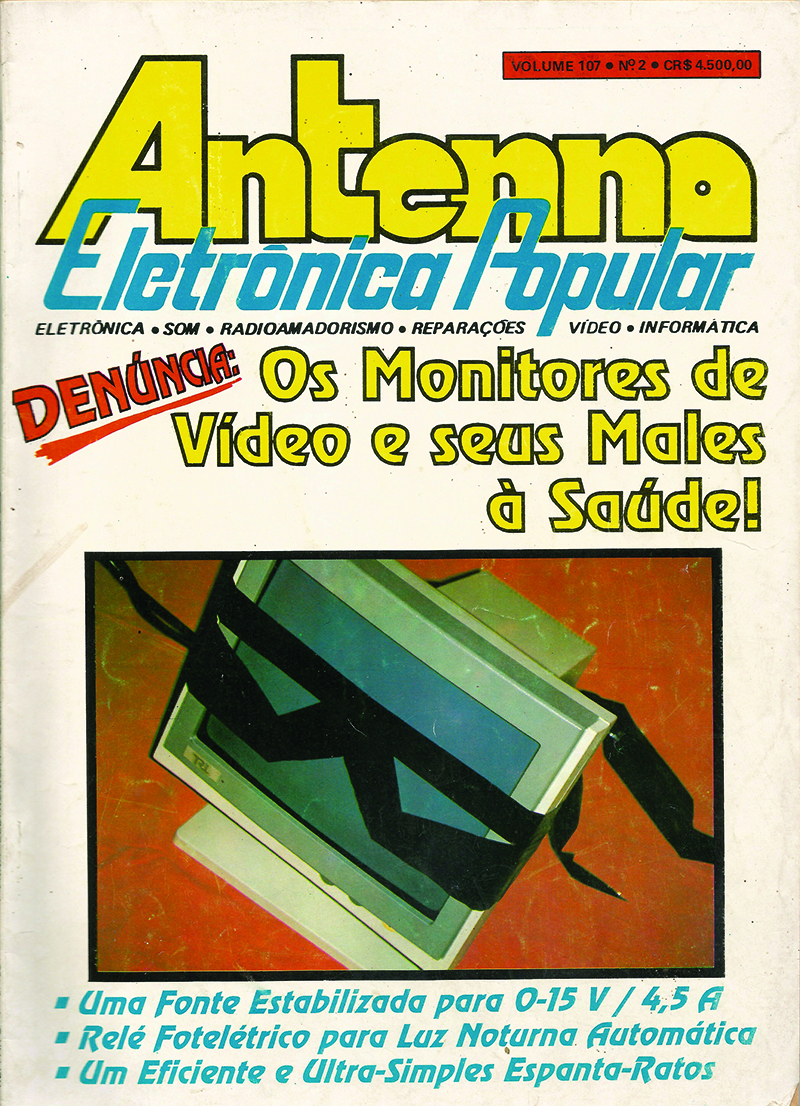 VOLUME 107 • Nº 2 • CR$ 4.500,00
Antenna
Eletrônica Popular
ELETRÔNICA • SOM • RADIOAMADORISMO • REPARAÇÕES VÍDEO • INFORMÁTICA
DENÚNCIA: Os Monitores de
Vídeo e seus Males
à Saúde!
TRL
▪ Uma Fonte Estabilizada para 0-15 V / 4,5 A
▪ Relé Fotelétrico para Luz Noturna Automática
▪ Um Eficiente e Ultra-Simples Espanta-Ratos